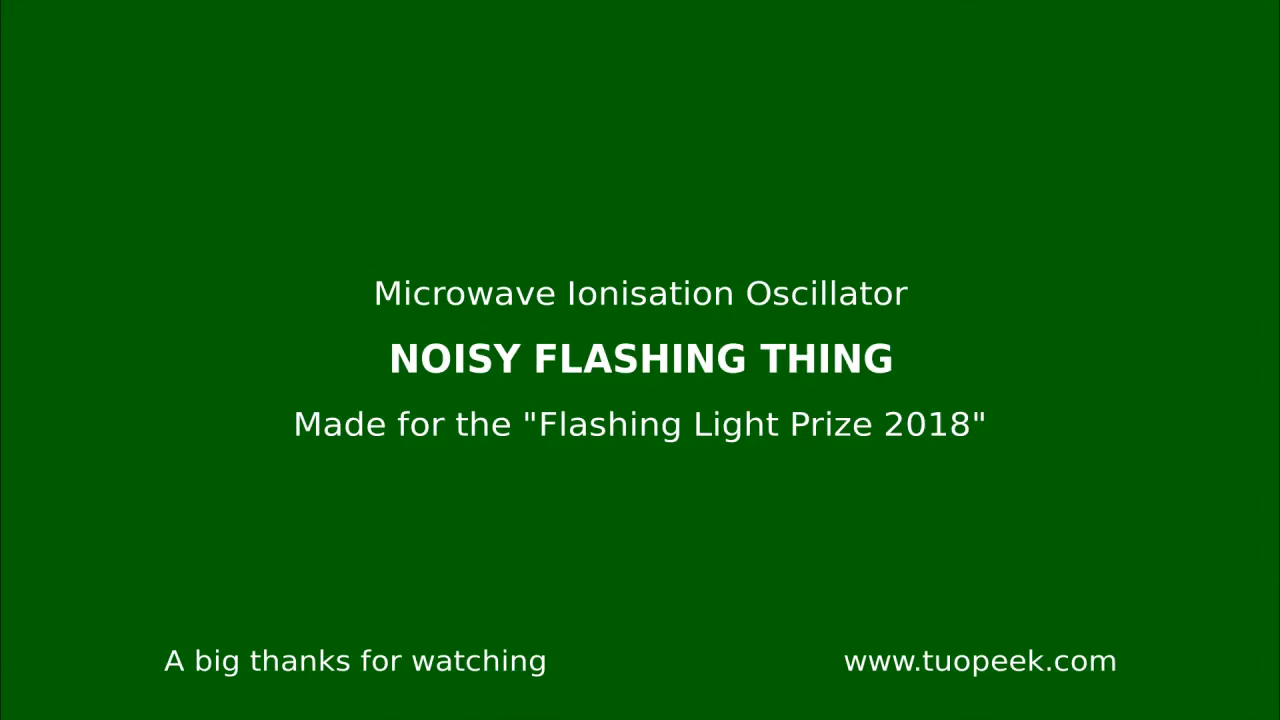 Microwave Ionisation Oscillator
NOISY FLASHING THING
Made for the "Flashing Light Prize 2018"
A big thanks for watching
www.tuopeek.com